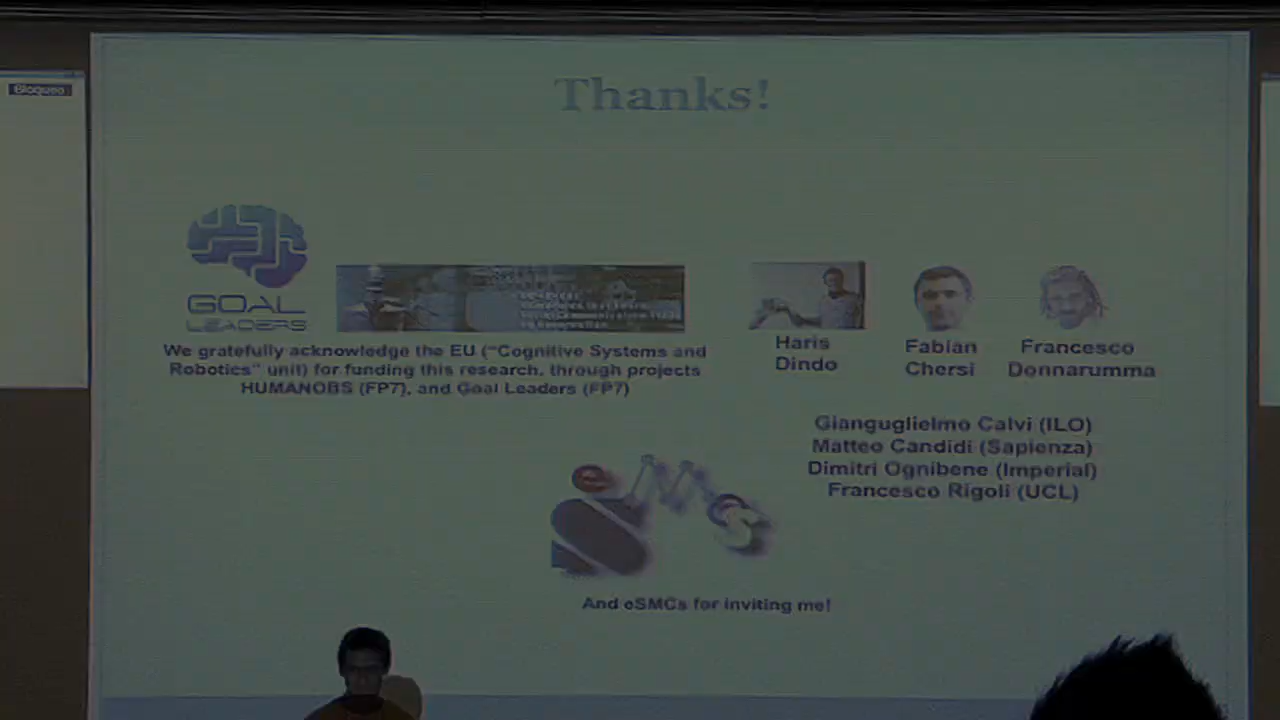 Bloqueo
Thanks!
GOAL
LEADERS
We gratefully acknowledge the EU ("Cognitive Systems and
Robotics" unit) for funding this research, through projects
HUMANOBS (FP7), and Goal Leaders (FP7)
Haris
Dindo
Fabian
Chersi
Francesco
Donnarumma
Gianguglielmo Calvi (ILO)
Matteo Candidi (Sapienza)
Dimitri Ognibene (Imperial)
Francesco Rigoli (UCL)
And eSMCs for inviting me!